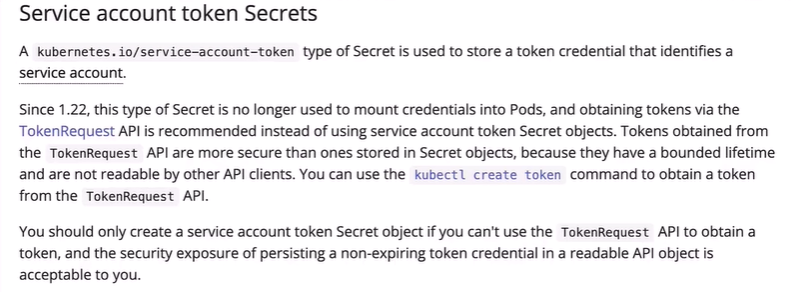 Service account token Secrets
A kubernetes.io/service-account-token type of Secret is used to store a token credential that identifies a
service account.
Since 1.22, this type of Secret is no longer used to mount credentials into Pods, and obtaining tokens via the
TokenRequest API is recommended instead of using service account token Secret objects. Tokens obtained from
the TokenRequest API are more secure than ones stored in Secret objects, because they have a bounded lifetime
and are not readable by other API clients. You can use the kubectl create token command to obtain a token
from the TokenRequest API.
You should only create a service account token Secret object if you can't use the TokenRequest API to obtain a
token, and the security exposure of persisting a non-expiring token credential in a readable API object is
acceptable to you.